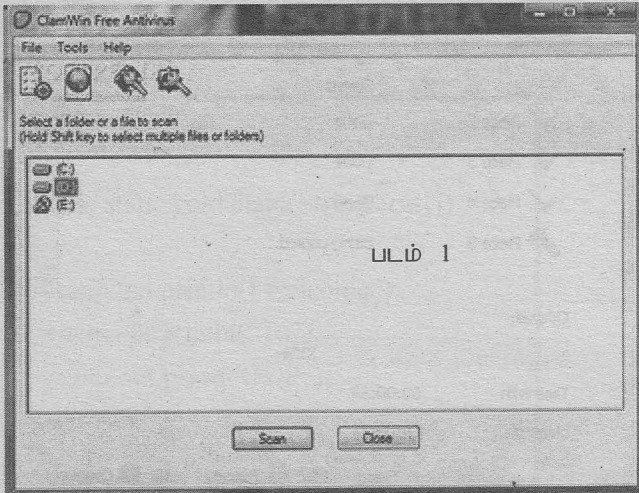 ClamWin Free Antivirus
File Tools Help
Select a folder or a file to scan
(Hold Shift key to select multiple files or folders)
(C:)
(D:)
(E:)
படம் 1
Scan Close